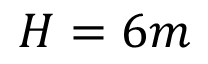 H = 6m